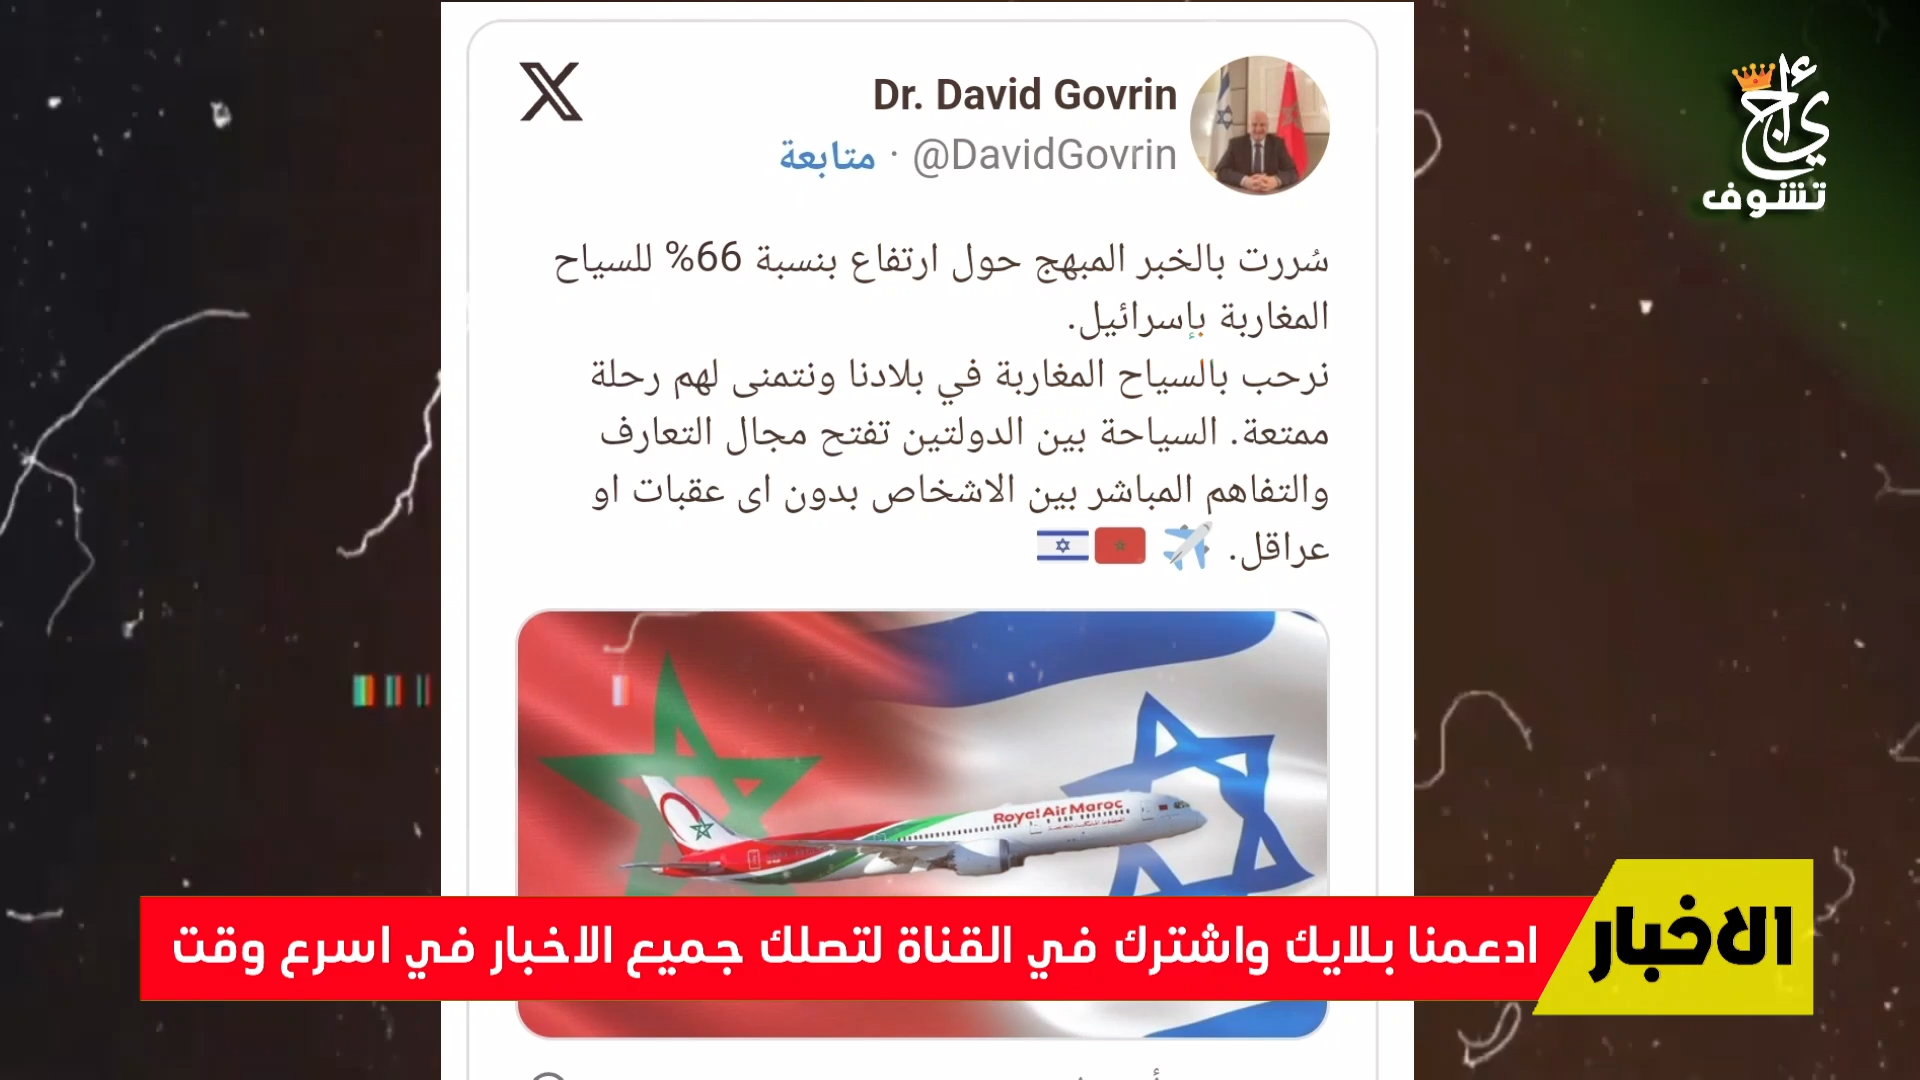 Dr. David Govrin
@DavidGovrin · متابعة
سُررت بالخبر المبهج حول ارتفاع بنسبة 66% للسياح
المغاربة بإسرائيل.
نرحب بالسياح المغاربة في بلادنا ونتمنى لهم رحلة
ممتعة. السياحة بين الدولتين تفتح مجال التعارف
والتفاهم المباشر بين الاشخاص بدون اى عقبات او
عراقل.
Royal Air Maroc
الاخبار
ادعمنا بلايك واشترك في القناة لتصلك جميع الاخبار في اسرع وقت
تشوف